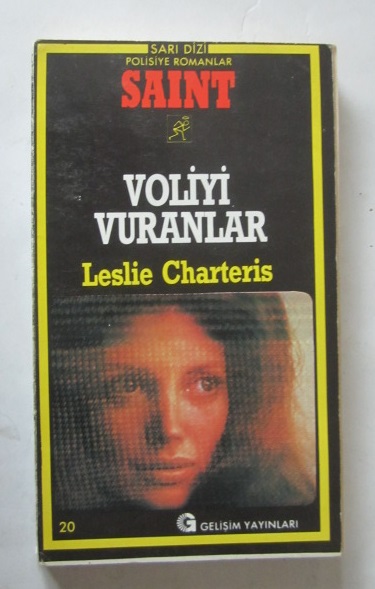 SARI DİZİ
POLİSİYE ROMANLAR
SAINT
VOLİYİ
VURANLAR
Leslie Charteris
20
G GELİŞİM YAYINLARI